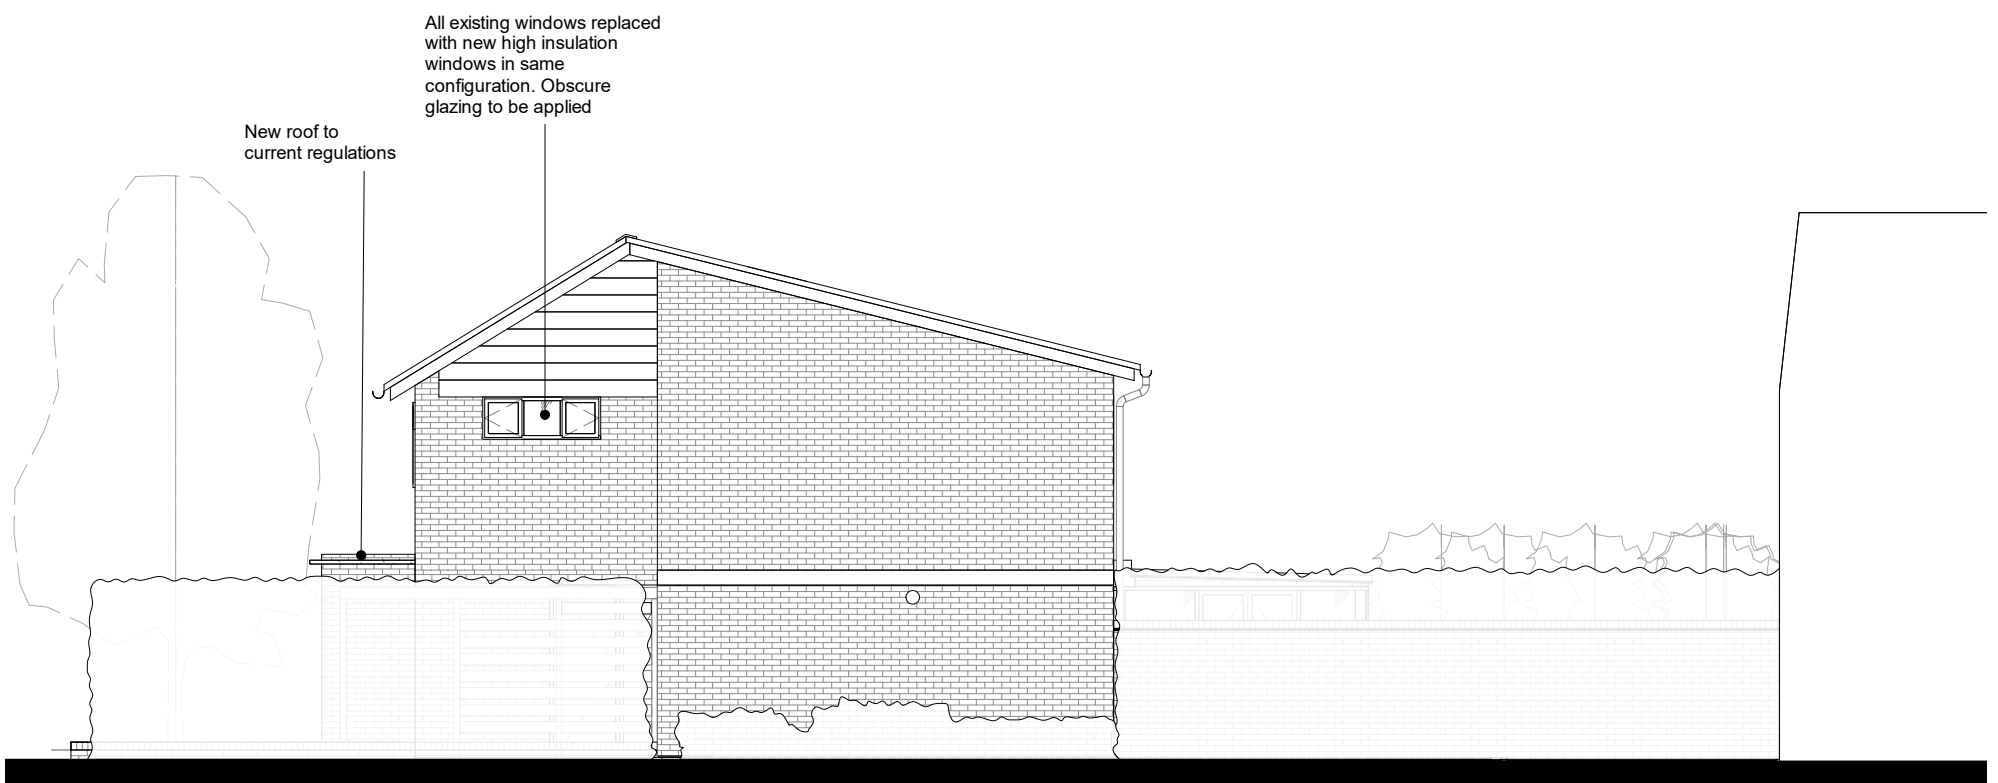 All existing windows replaced
with new high insulation
windows in same
configuration. Obscure
glazing to be applied
New roof to
current regulations